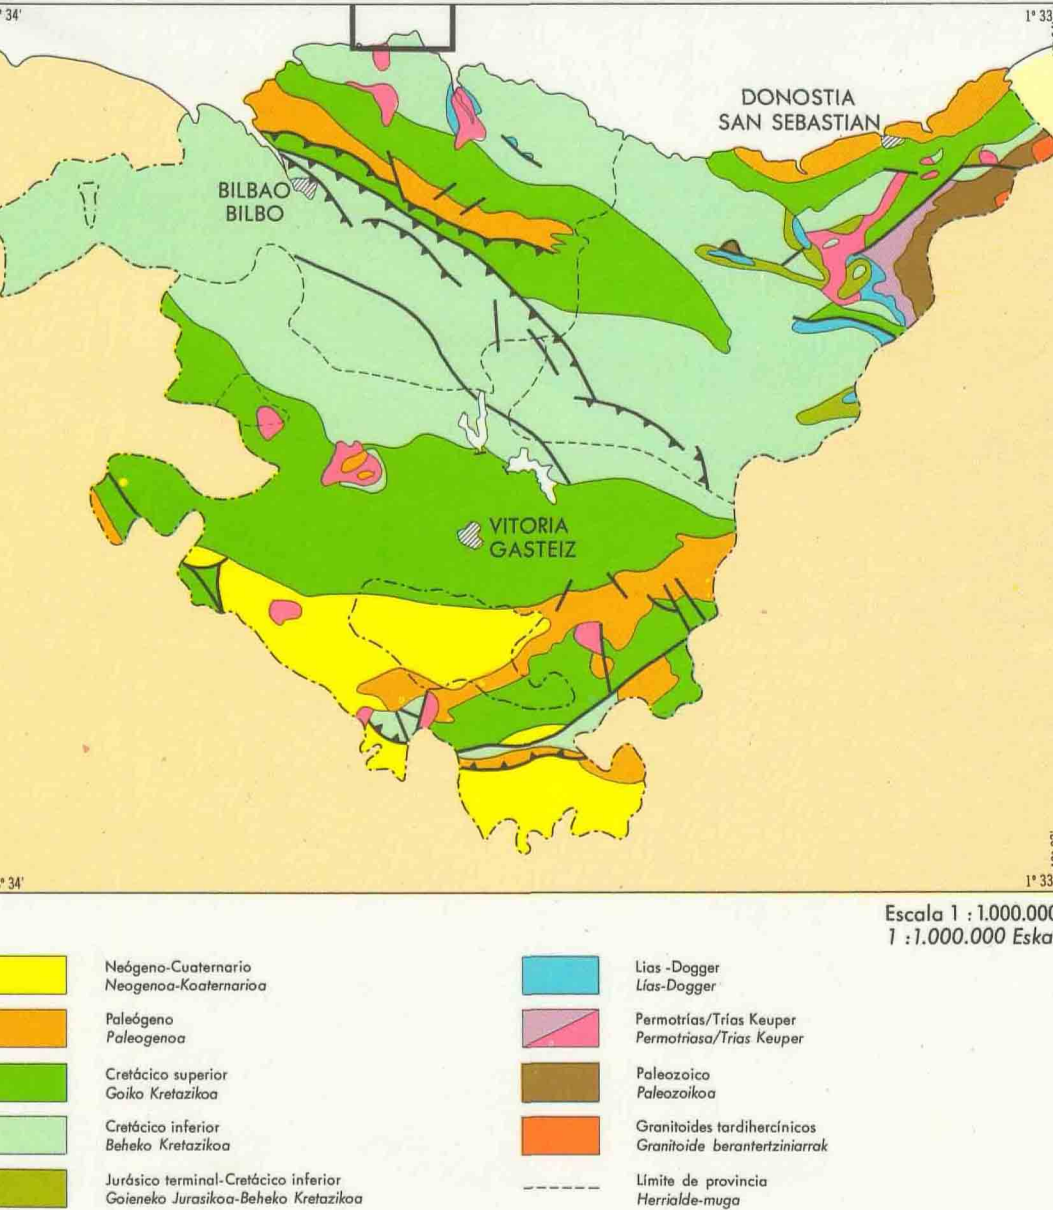 34'
1° 33
DONOSTIA
SAN SEBASTIAN
BILBAO
BILBO
VITORIA
GASTEIZ
° 34'
1° 33
Escala 1 : 1.000.000
1 :1.000.000 Eska
Neógeno-Cuaternario
Neogenoa-Koaternarioa
Paleógeno
Paleogenoa
Cretácico superior
Goiko Kretazikoa
Cretácico inferior
Beheko Kretazikoa
Jurásico terminal-Cretácico inferior
Goieneko Jurasikoa-Beheko Kretazikoa
Lias -Dogger
Lías-Dogger
Permotrías/Trías Keuper
Permotriasa/Trias Keuper
Paleozoico
Paleozoikoa
Granitoides tardihercínicos
Granitoide berantertziniarrak
Límite de provincia
Herrialde-muga